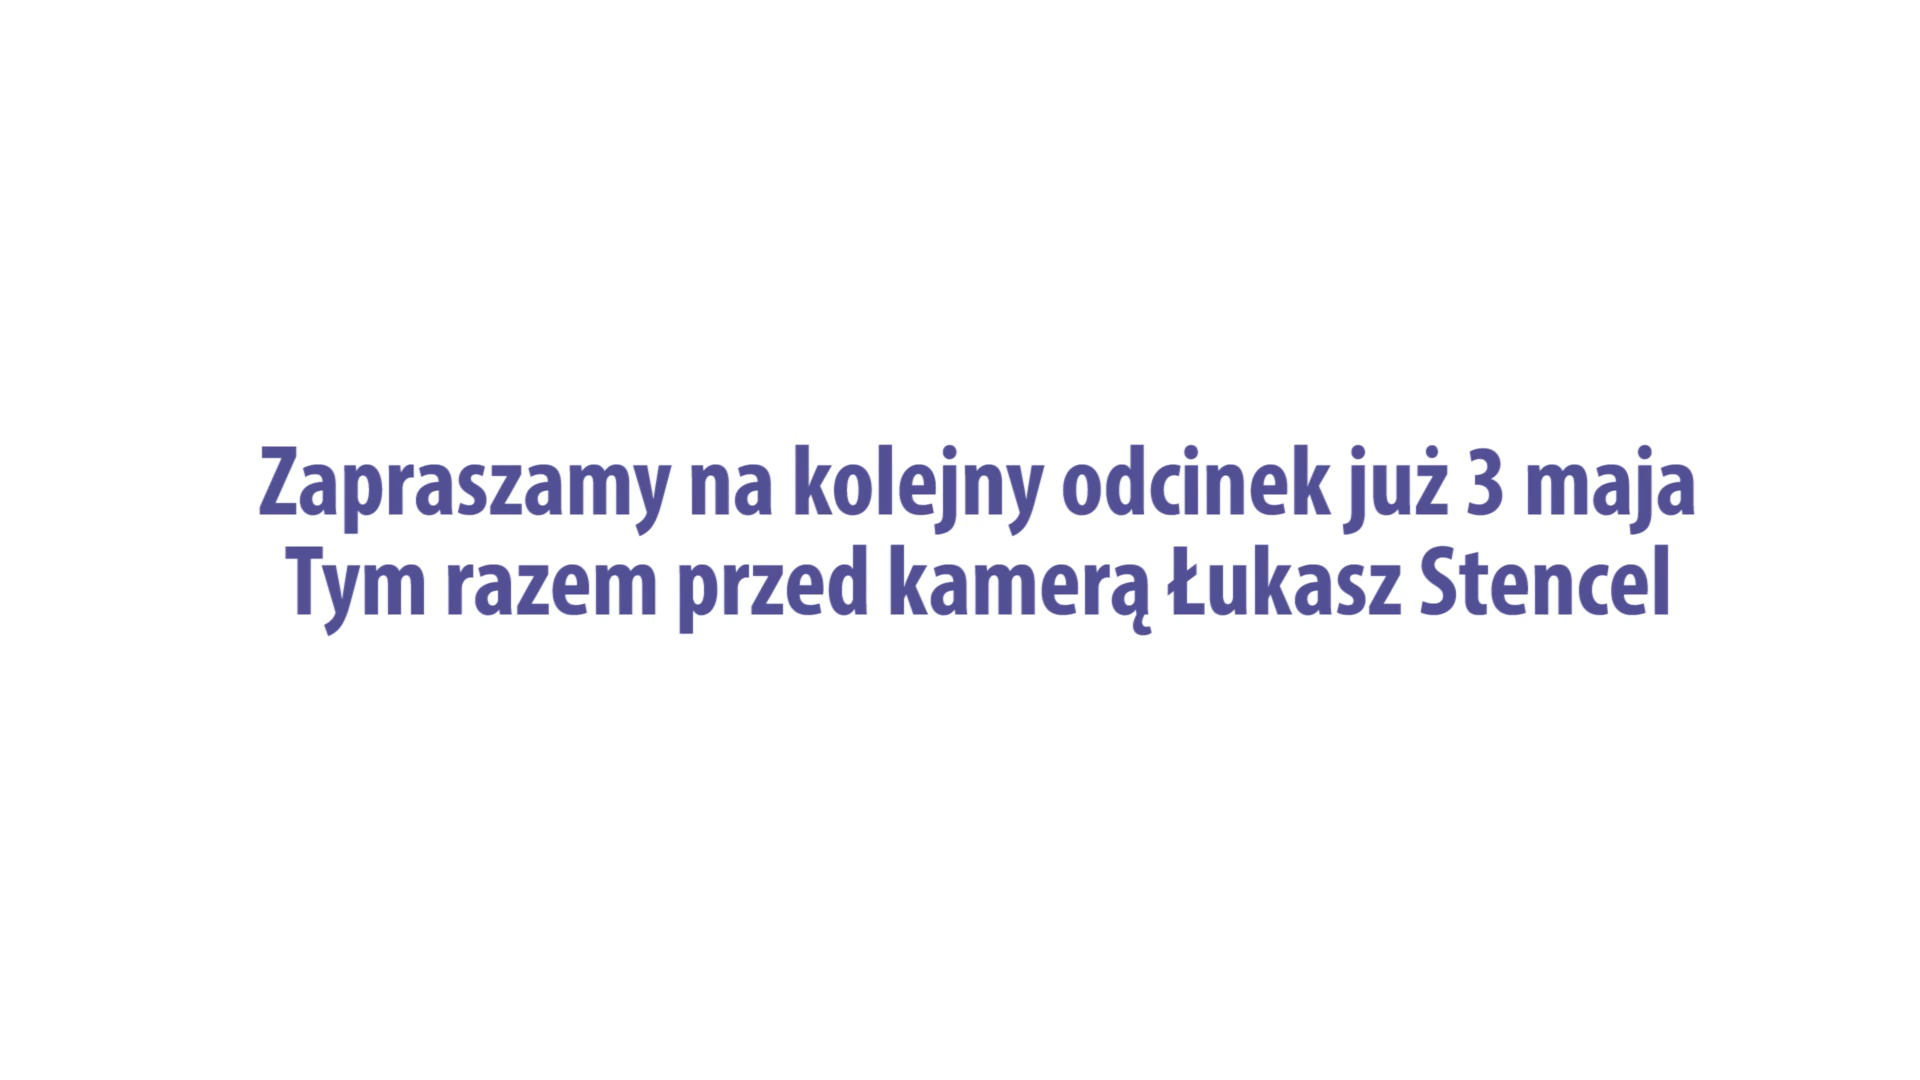 Zapraszamy na kolejny odcinek już 3 maja
Tym razem przed kamerą Łukasz Stencel